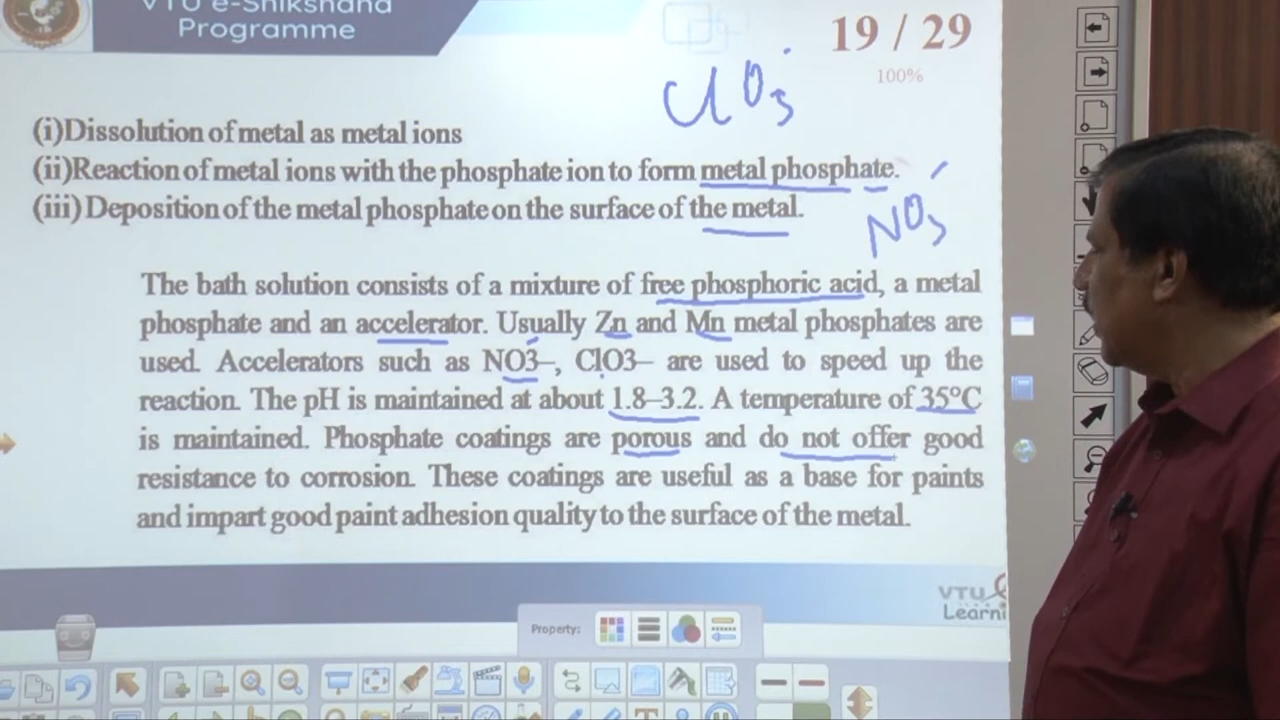 VTU e-Shikshana
Programme
19 / 29
100%
ClO3-
(i)Dissolution of metal as metal ions
(ii)Reaction of metal ions with the phosphate ion to form metal phosphate.
(iii) Deposition of the metal phosphate on the surface of the metal.
NO3-
The bath solution consists of a mixture of free phosphoric acid, a metal
phosphate and an accelerator. Usually Zn and Mn metal phosphates are
used. Accelerators such as NO3–, ClO3– are used to speed up the
reaction. The pH is maintained at about 1.8–3.2. A temperature of 35°C
is maintained. Phosphate coatings are porous and do not offer good
resistance to corrosion. These coatings are useful as a base for paints
and impart good paint adhesion quality to the surface of the metal.
VTU
Learni
Property: